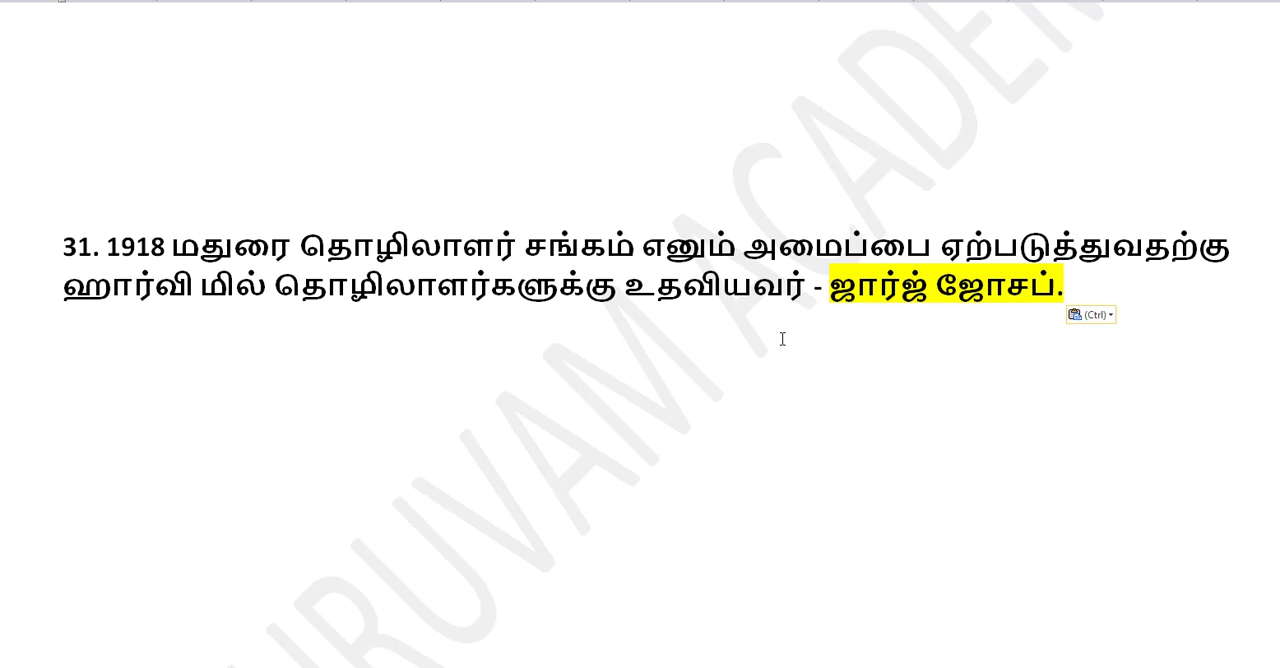 31. 1918 மதுரை தொழிலாளர் சங்கம் எனும் அமைப்பை ஏற்படுத்துவதற்கு
ஹார்வி மில் தொழிலாளர்களுக்கு உதவியவர் - ஜார்ஜ் ஜோசப்.
(Ctrl)